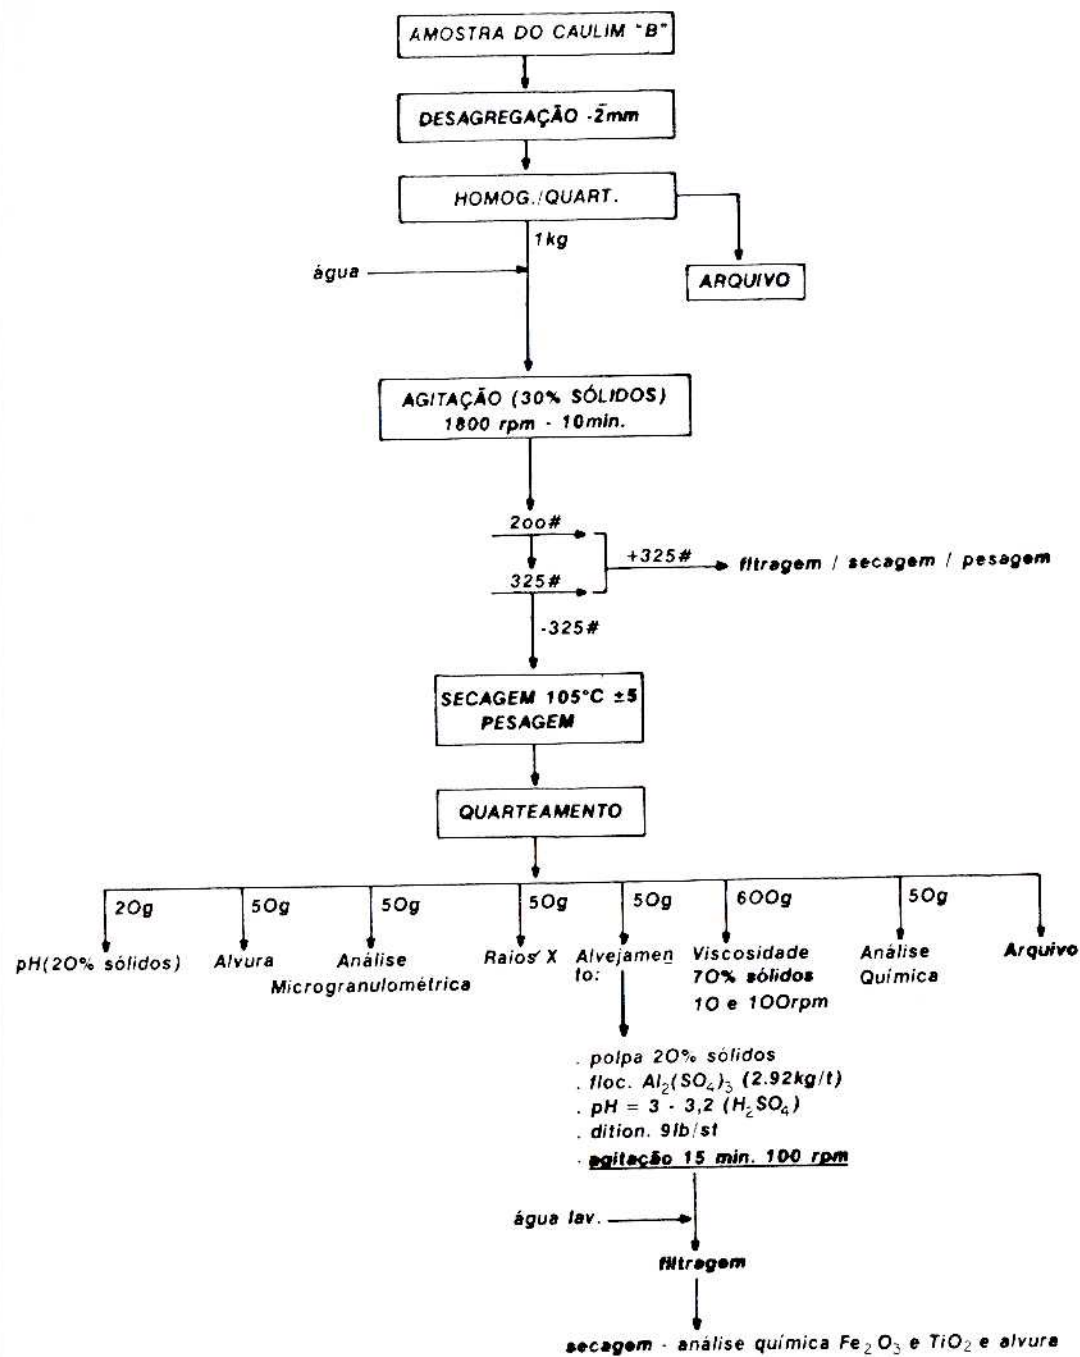 AMOSTRA DO CAULIM "B"
DESAGREGAÇÃO -2mm
HOMOG./QUART.
1kg
água
ARQUIVO
AGITAÇÃO (30% SÓLIDOS)
1800 rpm - 10min.
200#
+325#
fltragem / secagem / pesagem
325#
-325#
SECAGEM 105°C ±5
PESAGEM
QUARTEAMENTO
20g
50g
50g
50g
50g
600g
50g
pH(20% sólidos)
Alvura
Análise
Microgranulométrica
Raios X
Alvejamen
to:
Viscosidade
70% sólidos
10 e 100rpm
Análise
Química
Arquivo
. polpa 20% sólidos
. floc. Al₂(SO₄)₃ (2.92kg/t)
. pH = 3 - 3,2 (H₂SO₄)
. dition. 9lb/st
. agitação 15 min. 100 rpm
água lav.
filtragem
secagem - análise química Fe₂O₃ e TiO₂ e alvura